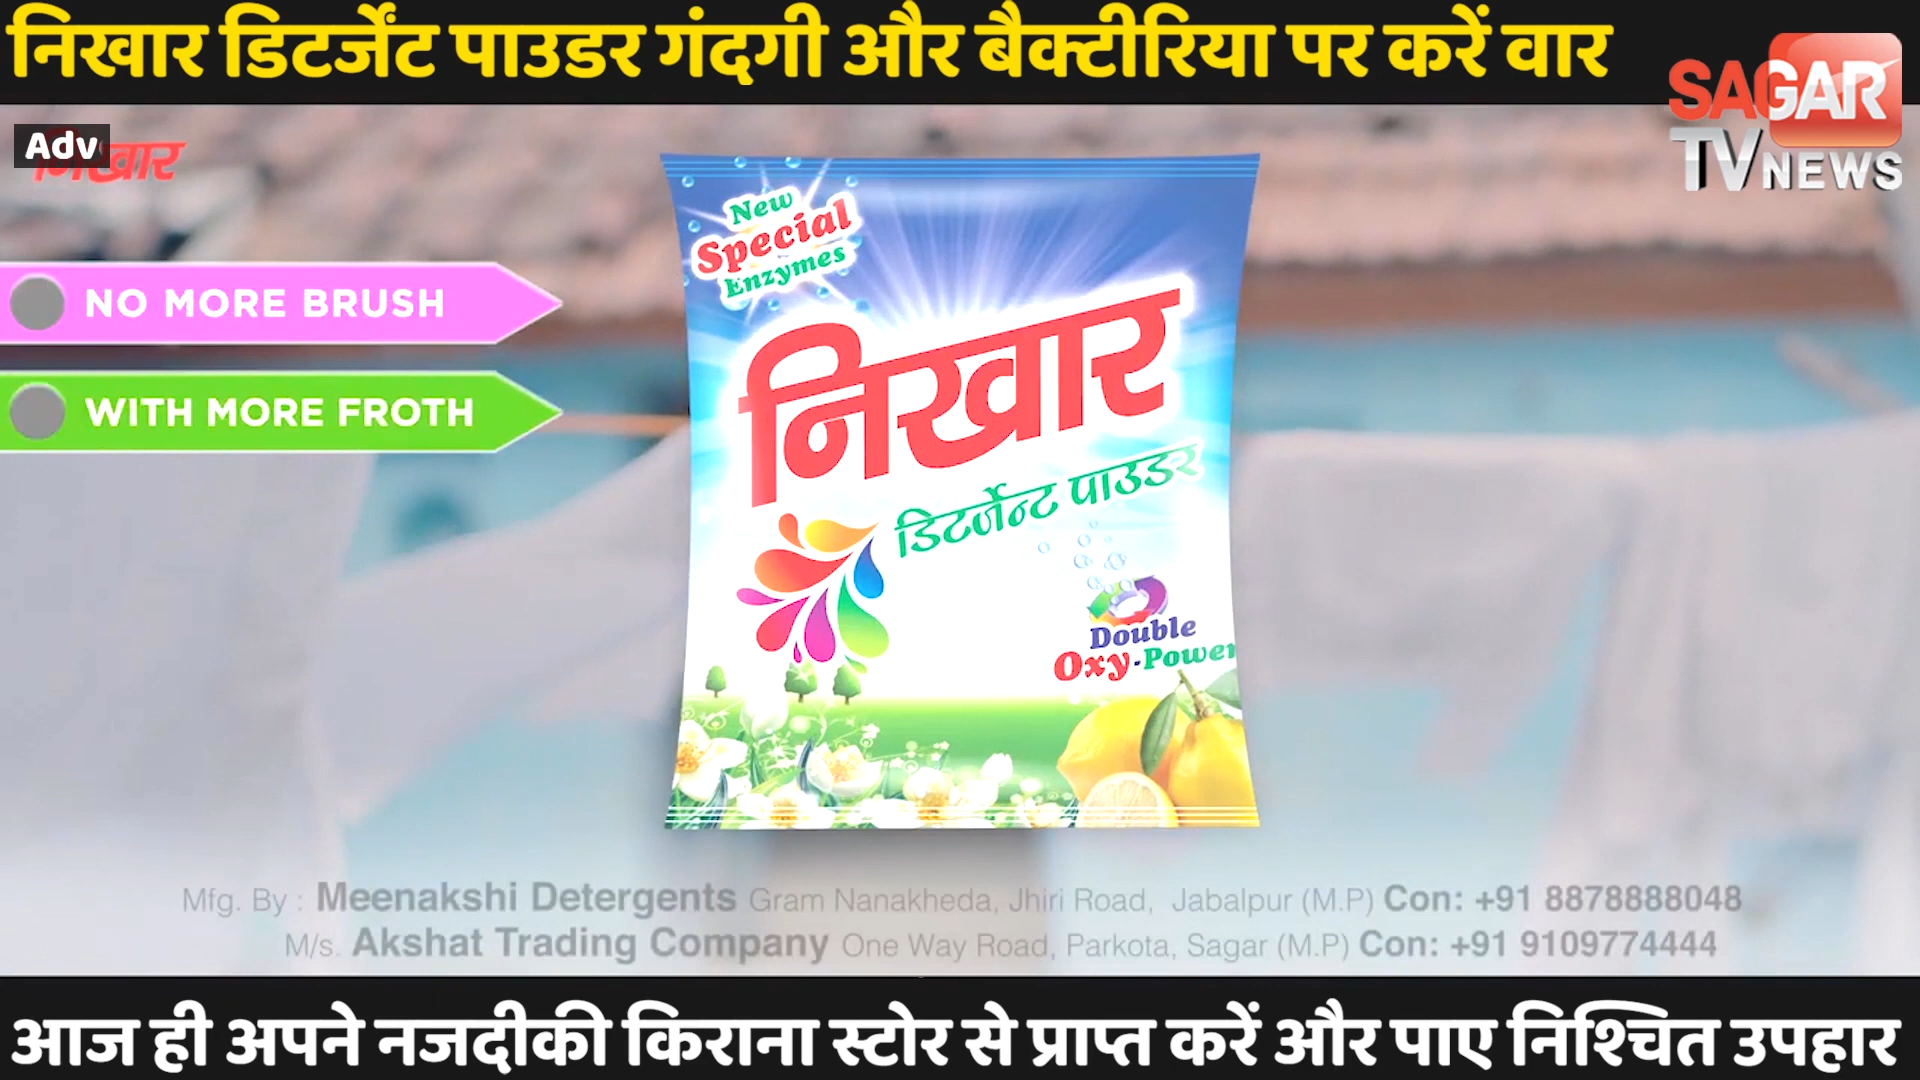 निखार डिटर्जेंट पाउडर गंदगी और बैक्टीरिया पर करें वार
SAGAR
TV NEWS
Adv
NO MORE BRUSH
WITH MORE FROTH
New
Special
Enzymes
निखार
डिटर्जेन्ट पाउडर
Double
Oxy-Power
Mfg. By : Meenakshi Detergents Gram Nanakheda, Jhiri Road, Jabalpur (M.P) Con: +91 8878888048
M/s. Akshat Trading Company One Way Road, Parkota, Sagar (M.P) Con: +91 9109774444
आज ही अपने नजदीकी किराना स्टोर से प्राप्त करें और पाए निश्चित उपहार